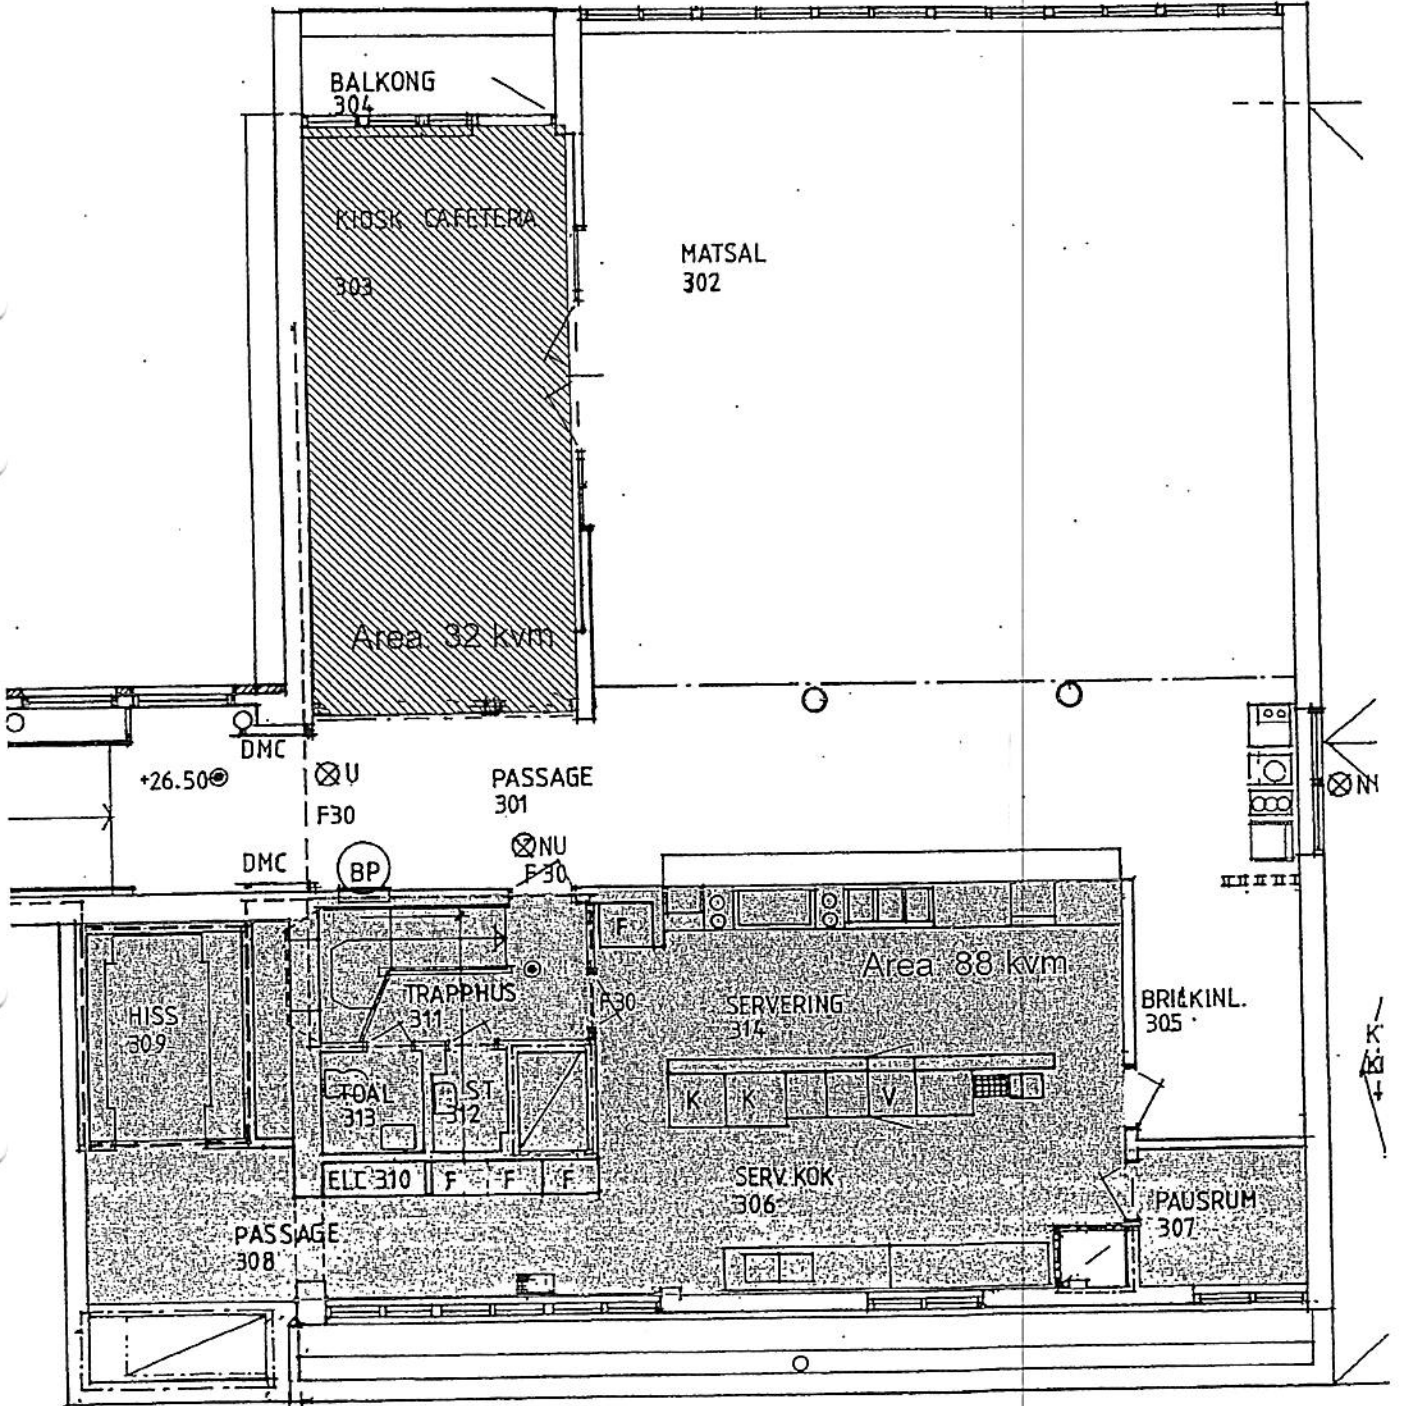 BALKONG
304
KIOSK CAFETERIA
303
MATSAL
302
Area: 32 kvm
DMC
+26.50
U
PASSAGE
301
F30
NU
F30
DMC
BP
F
Area 88 kvm
TRAPPHUS
311
F30
SERVERING
314
BRICKINL.
305
HISS
309
TOAL
313
ST
312
K K V
ELC 310 F F F
SERV.KÖK
306
PAUSRUM
307
PASSAGE
308